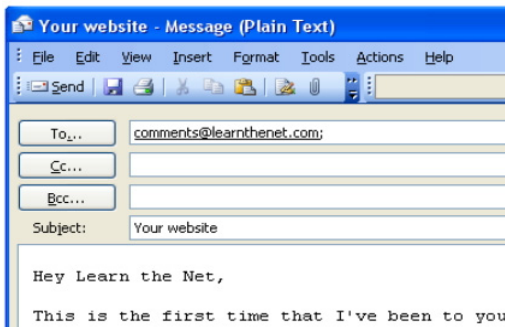 Your website - Message (Plain Text)
File Edit View Insert Format Tools Actions Help
Send
To... comments@learnthenet.com;
Cc...
Bcc...
Subject: Your website
Hey Learn the Net,
This is the first time that I've been to you